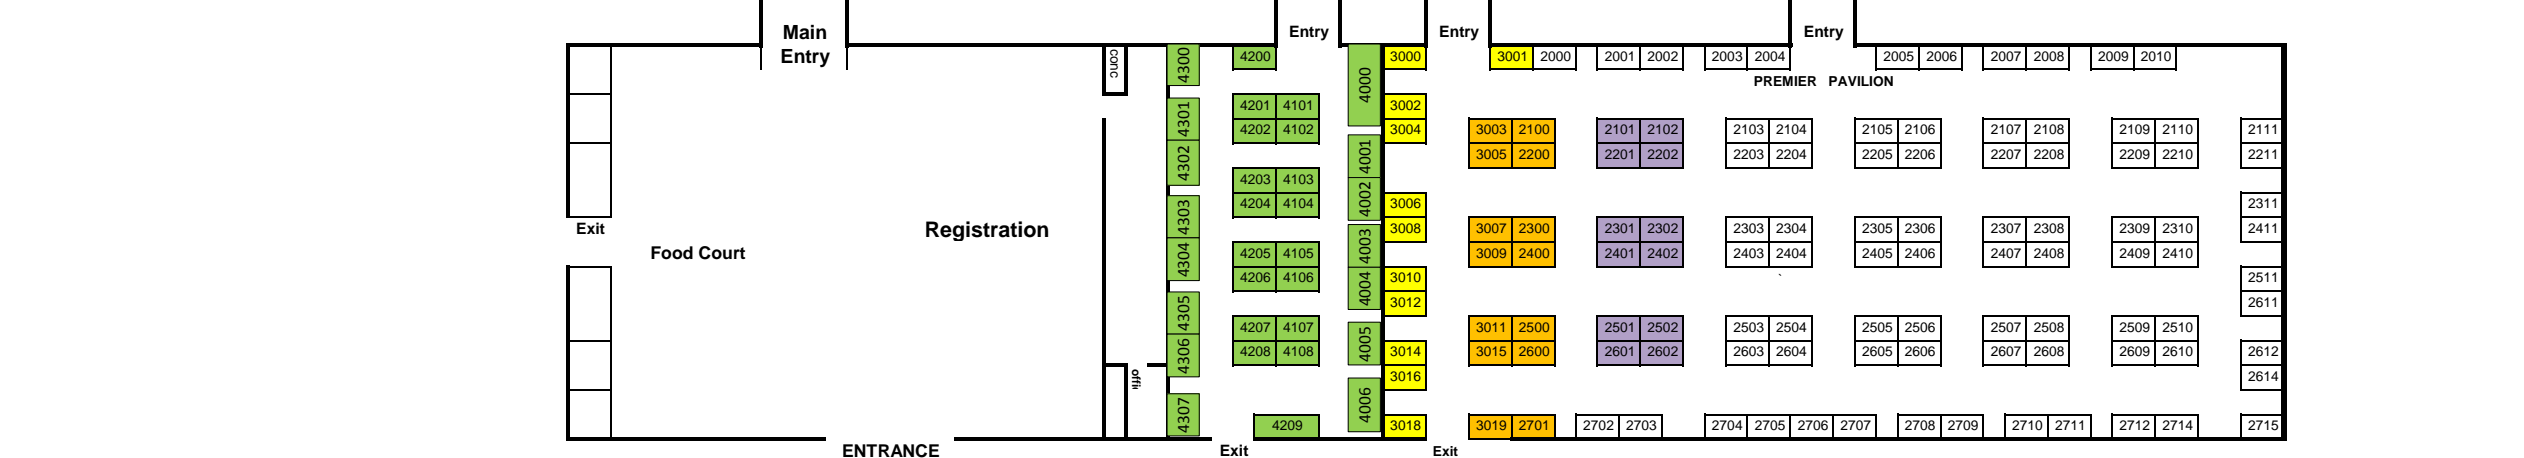 Main Entry Entry Entry
Entry
conc 4300 4200 4000 3000 3001 2000 2001 2002 2003 2004 2005 2006 2007 2008 2009 2010
PREMIER PAVILION
4301 4201 4101 3002
4202 4102 3004 3003 2100 2101 2102 2103 2104 2105 2106 2107 2108 2109 2110 2111
4302 4001 3005 2200 2201 2202 2203 2204 2205 2206 2207 2208 2209 2210 2211
4203 4103
4303 4204 4104 4002 3006 2311
Exit Registration 3008 3007 2300 2301 2302 2303 2304 2305 2306 2307 2308 2309 2310 2411
Food Court 4304 4205 4105 4003 3009 2400 2401 2402 2403 2404 2405 2406 2407 2408 2409 2410
4206 4106 4004 3010 ` 2511
4305 3012 2611
4207 4107 4005 3011 2500 2501 2502 2503 2504 2505 2506 2507 2508 2509 2510
4306 4208 4108 3014 3015 2600 2601 2602 2603 2604 2605 2606 2607 2608 2609 2610 2612
offi 3016 2614
4307 4209 4006 3018 3019 2701 2702 2703 2704 2705 2706 2707 2708 2709 2710 2711 2712 2714 2715
ENTRANCE Exit Exit